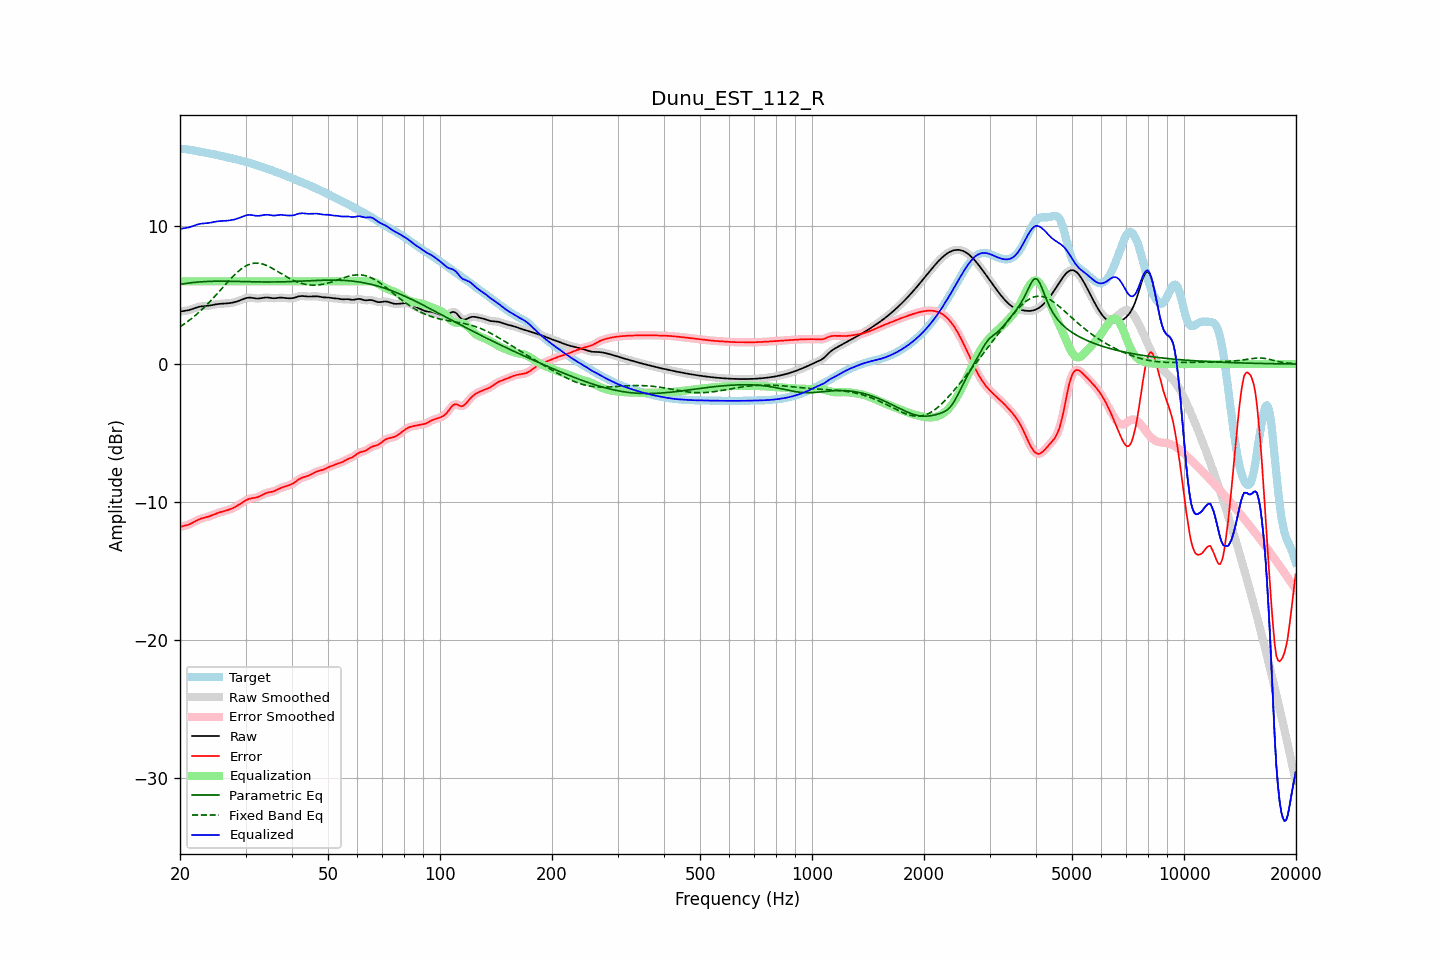 Dunu_EST_112_R
Amplitude (dBr)
10
0
−10
−20
−30
Target
Raw Smoothed
Error Smoothed
Raw
Error
Equalization
Parametric Eq
Fixed Band Eq
Equalized
20 50 100 200 500 1000 2000 5000 10000 20000
Frequency (Hz)